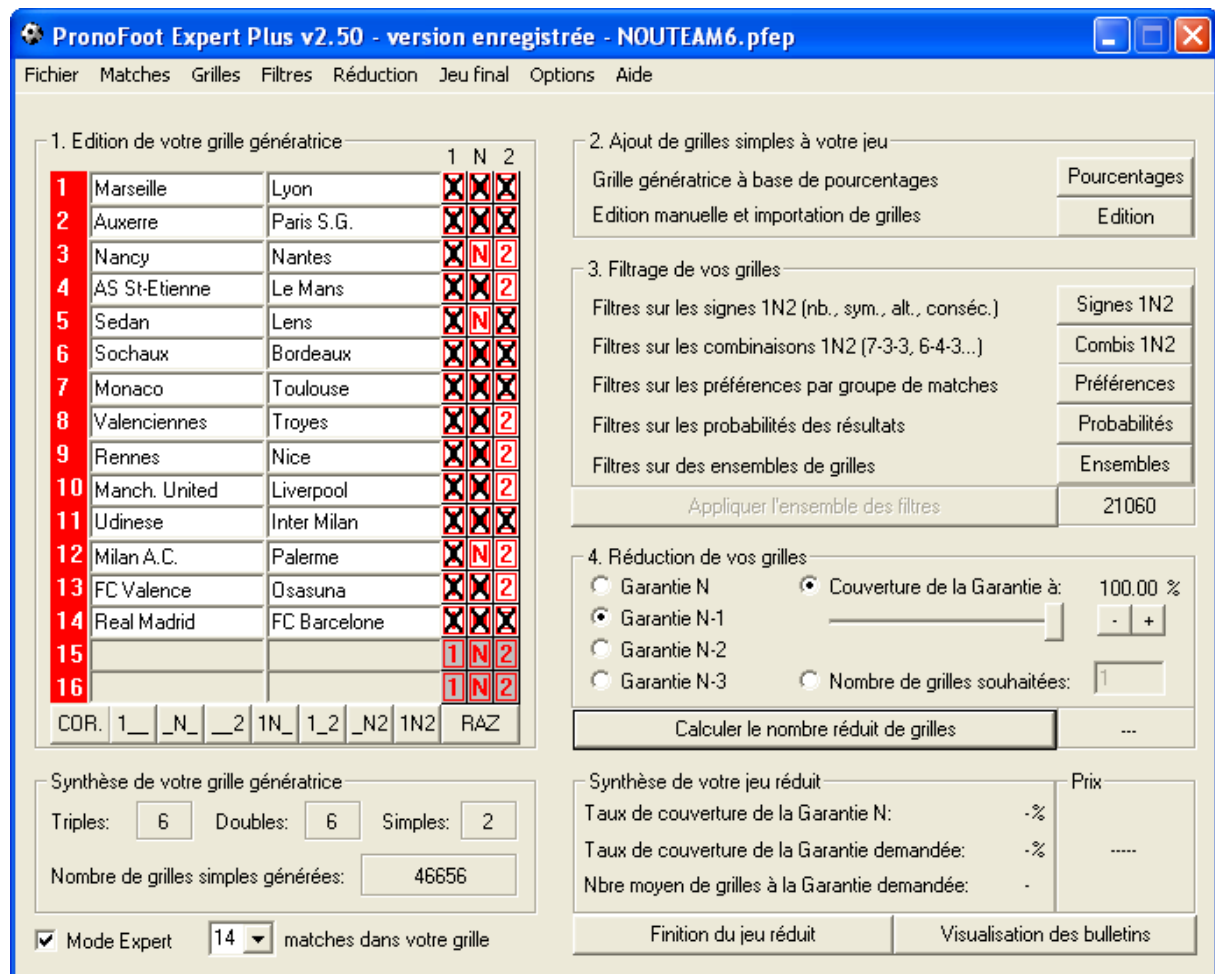 PronoFoot Expert Plus v2.50 - version enregistrée - NOUTEAM6.pfep
Fichier Matches Grilles Filtres Réduction Jeu final Options Aide
1. Edition de votre grille génératrice
1 N 2
1 Marseille Lyon X X X
2 Auxerre Paris S.G. X X X
3 Nancy Nantes X N 2
4 AS St-Etienne Le Mans X X 2
5 Sedan Lens X N X
6 Sochaux Bordeaux X X X
7 Monaco Toulouse X X X
8 Valenciennes Troyes X X 2
9 Rennes Nice X X 2
10 Manch. United Liverpool X X 2
11 Udinese Inter Milan X X X
12 Milan A.C. Palerme X N 2
13 FC Valence Osasuna X X 2
14 Real Madrid FC Barcelone X X X
15 1 N 2
16 1 N 2
COR. 1__ _N_ __2 1N_ 1_2 _N2 1N2 RAZ
Synthèse de votre grille génératrice
Triples: 6 Doubles: 6 Simples: 2
Nombre de grilles simples générées: 46656
Mode Expert 14 matches dans votre grille
2. Ajout de grilles simples à votre jeu
Grille génératrice à base de pourcentages Pourcentages
Edition manuelle et importation de grilles Edition
3. Filtrage de vos grilles
Filtres sur les signes 1N2 (nb., sym., alt., conséc.) Signes 1N2
Filtres sur les combinaisons 1N2 (7-3-3, 6-4-3...) Combis 1N2
Filtres sur les préférences par groupe de matches Préférences
Filtres sur les probabilités des résultats Probabilités
Filtres sur des ensembles de grilles Ensembles
Appliquer l'ensemble des filtres 21060
4. Réduction de vos grilles
Garantie N Couverture de la Garantie à: 100.00 %
Garantie N-1 - +
Garantie N-2
Garantie N-3 Nombre de grilles souhaitées: 1
Calculer le nombre réduit de grilles ---
Synthèse de votre jeu réduit Prix
Taux de couverture de la Garantie N: -%
Taux de couverture de la Garantie demandée: -% -----
Nbre moyen de grilles à la Garantie demandée: -
Finition du jeu réduit Visualisation des bulletins